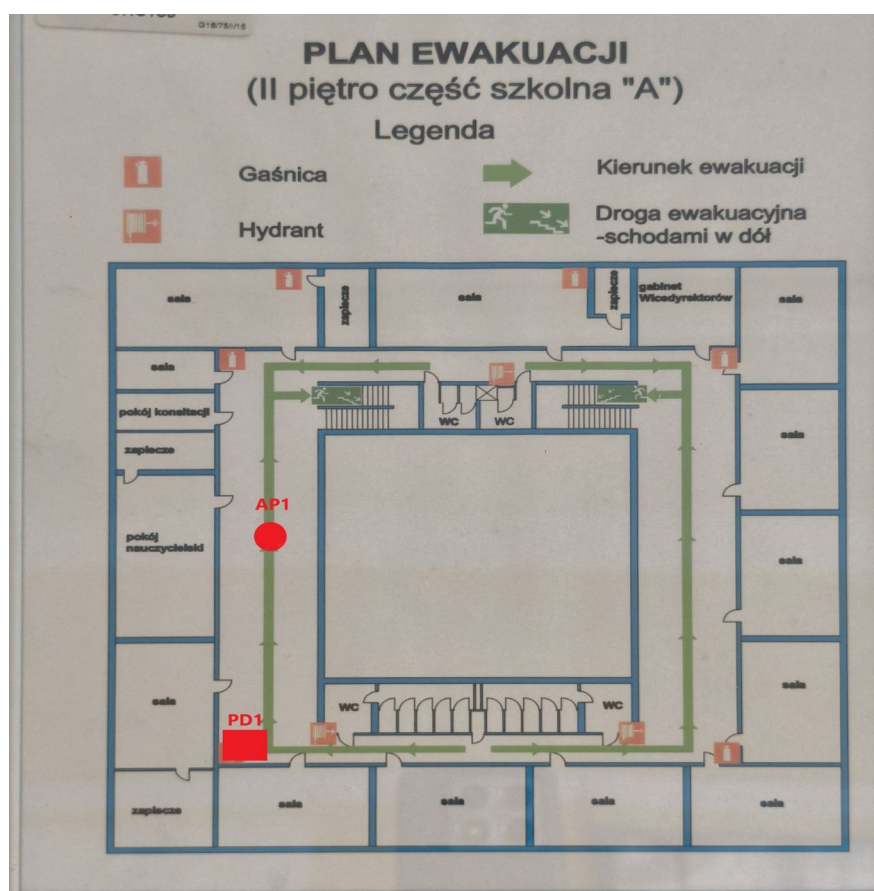 PLAN EWAKUACJI
(II piętro część szkolna "A")
Legenda
Gaśnica
Kierunek ewakuacji
Hydrant
Droga ewakuacyjna
-schodami w dół
sala
zaplecze
sala
zaplecze
gabinet
Wicedyrektorów
sala
sala
pokój konsltacji
zaplecze
WC
WC
sala
AP1
pokój
nauczycielski
sala
sala
sala
WC
WC
PD1
zaplecze
sala
sala
sala
sala